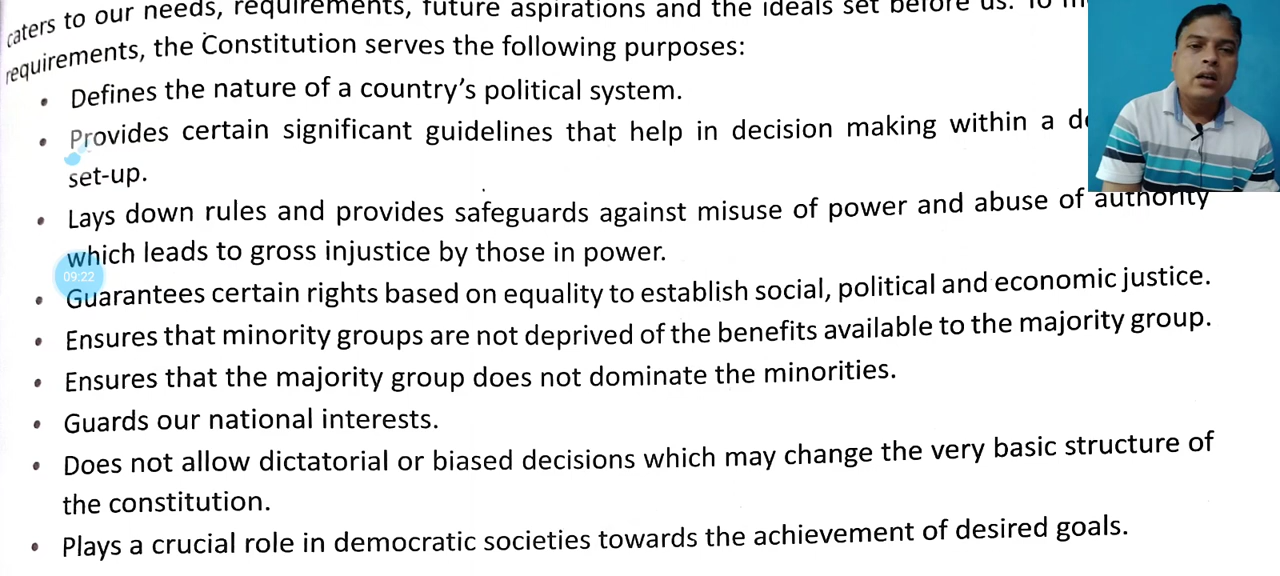 caters to our needs, requirements, future aspirations and the ideals set before us. To
requirements, the Constitution serves the following purposes:
• Defines the nature of a country's political system.
• Provides certain significant guidelines that help in decision making within a
set-up.
• Lays down rules and provides safeguards against misuse of power and abuse of authority
which leads to gross injustice by those in power.
09:22
• Guarantees certain rights based on equality to establish social, political and economic justice.
• Ensures that minority groups are not deprived of the benefits available to the majority group.
• Ensures that the majority group does not dominate the minorities.
• Guards our national interests.
• Does not allow dictatorial or biased decisions which may change the very basic structure of
the constitution.
• Plays a crucial role in democratic societies towards the achievement of desired goals.